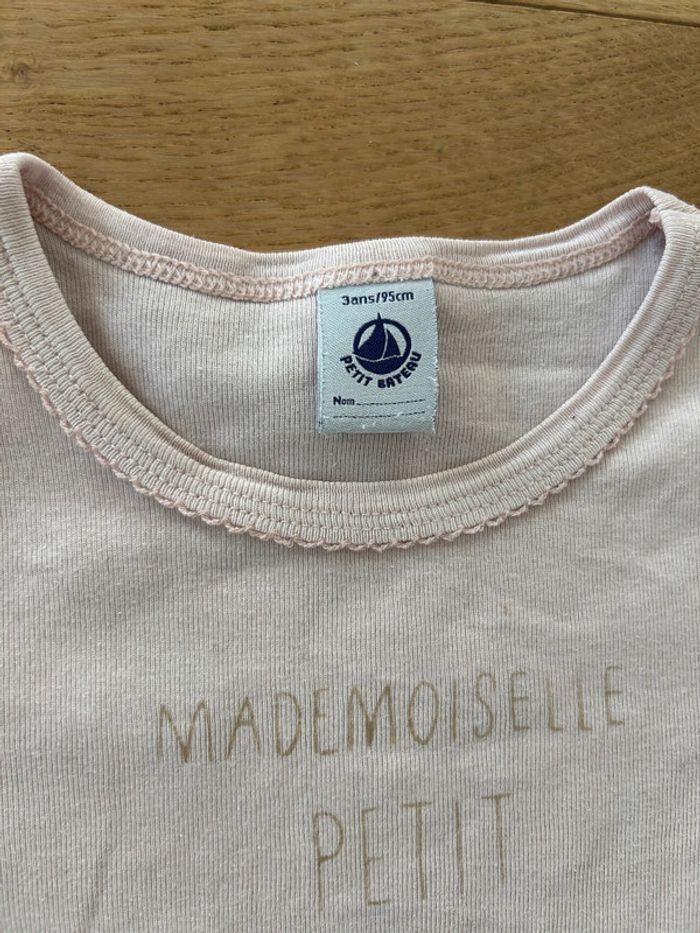 3ans/95cm
PETIT BATEAU
Nom
MADEMOISELLE
PETIT